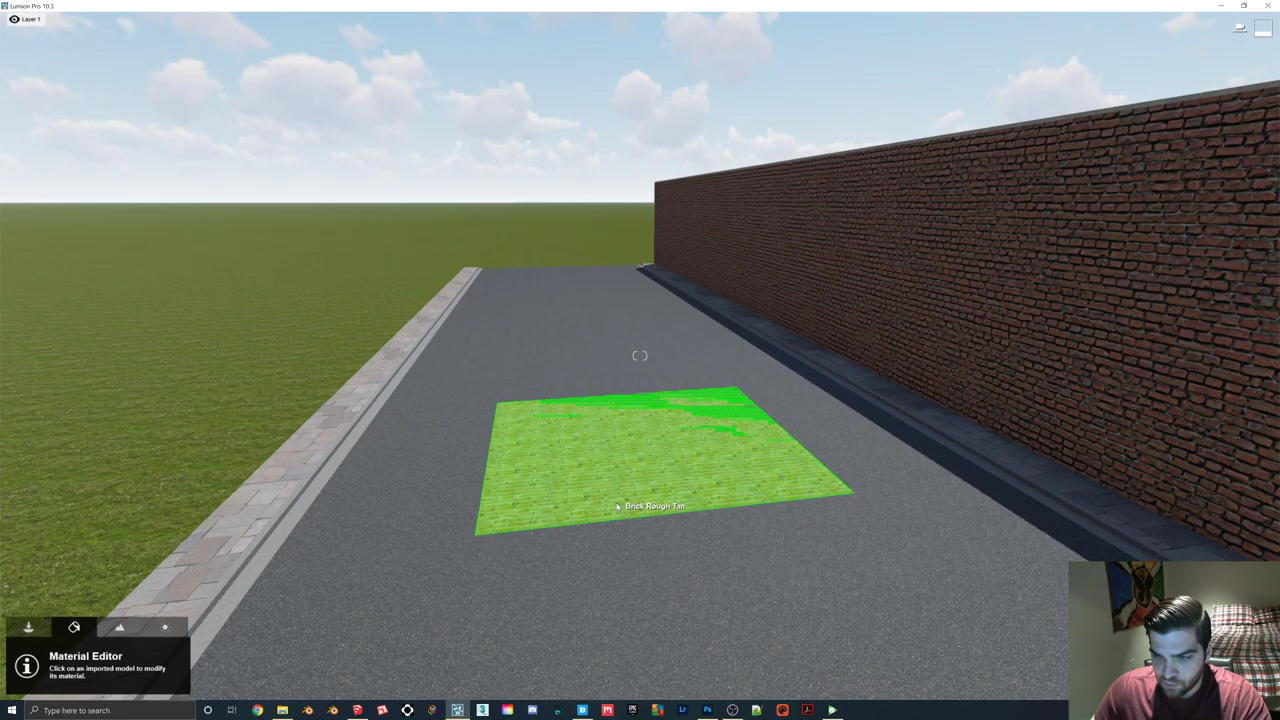 Lumion Pro 10.3
Layer 1
Brick Rough Tan
Material Editor
Click on an imported model to modify
its material.
Type here to search